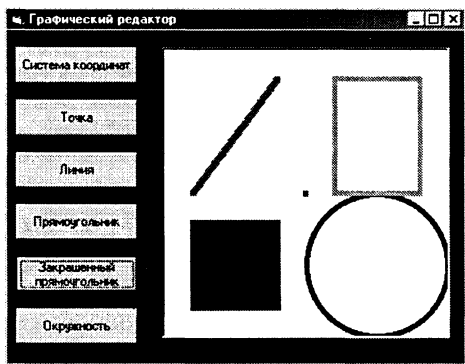 Графический редактор
Система координат
Точка
Линия
Прямоугольник
Закрашенный
прямоугольник
Окружность